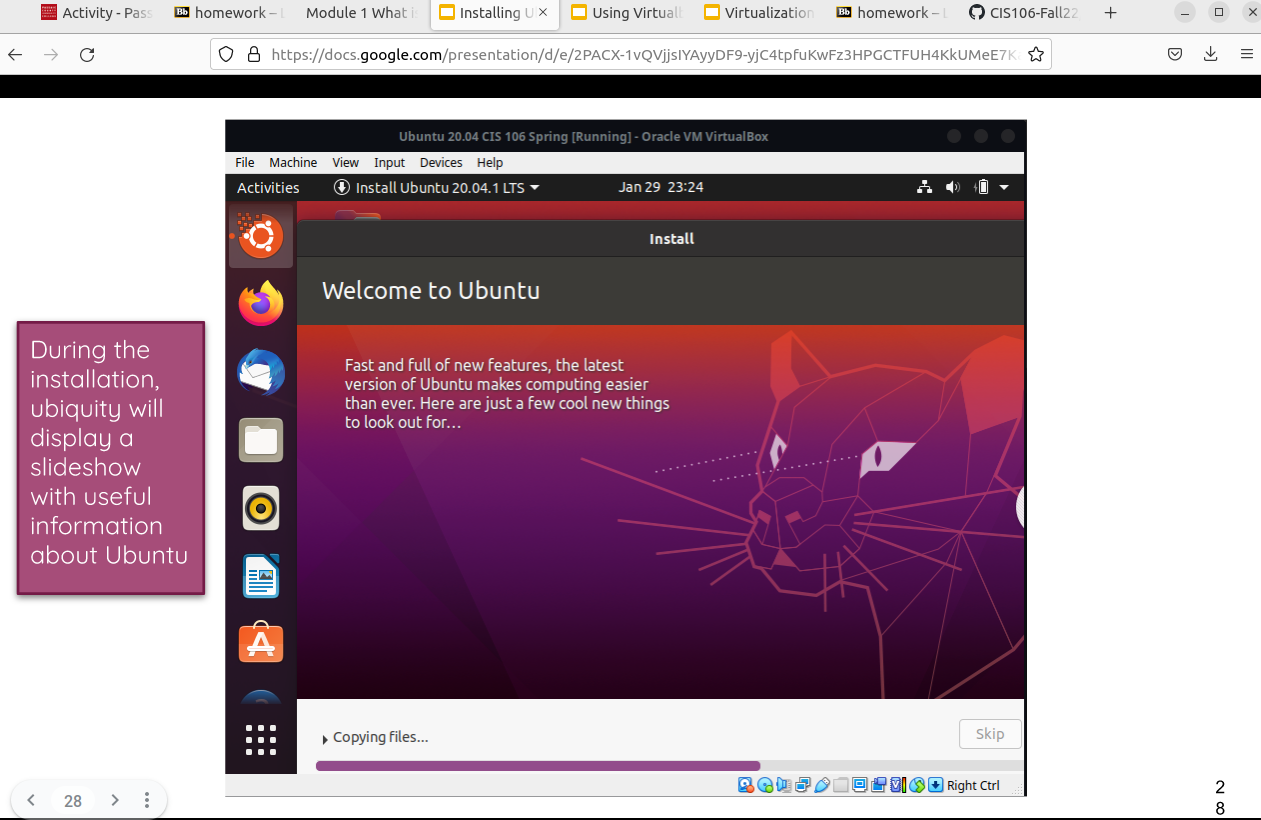 Activity - Pass
Bb homework – L
Module 1 What i
Installing U
Using Virtualb
Virtualization
Bb homework – L
CIS106-Fall22
https://docs.google.com/presentation/d/e/2PACX-1vQVjjsIYAyyDF9-yjC4tpfuKwFz3HPGCTFUH4KkUMeE7K
Ubuntu 20.04 CIS 106 Spring [Running] - Oracle VM VirtualBox
File Machine View Input Devices Help
Activities Install Ubuntu 20.04.1 LTS Jan 29 23:24
Install
Welcome to Ubuntu
Fast and full of new features, the latest
version of Ubuntu makes computing easier
than ever. Here are just a few cool new things
to look out for...
During the
installation,
ubiquity will
display a
slideshow
with useful
information
about Ubuntu
Copying files...
Skip
Right Ctrl
28
2
8